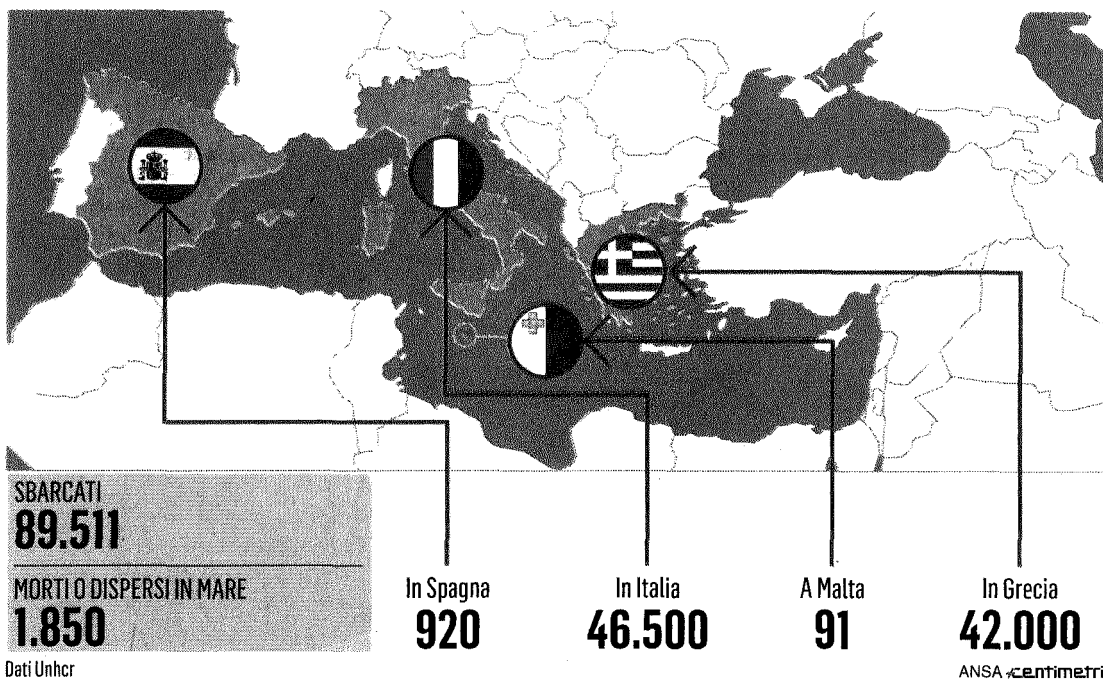 SBARCATI
89.511
MORTI O DISPERSI IN MARE
1.850
Dati Unhcr
In Spagna
920
In Italia
46.500
A Malta
91
In Grecia
42.000
ANSA centimetri